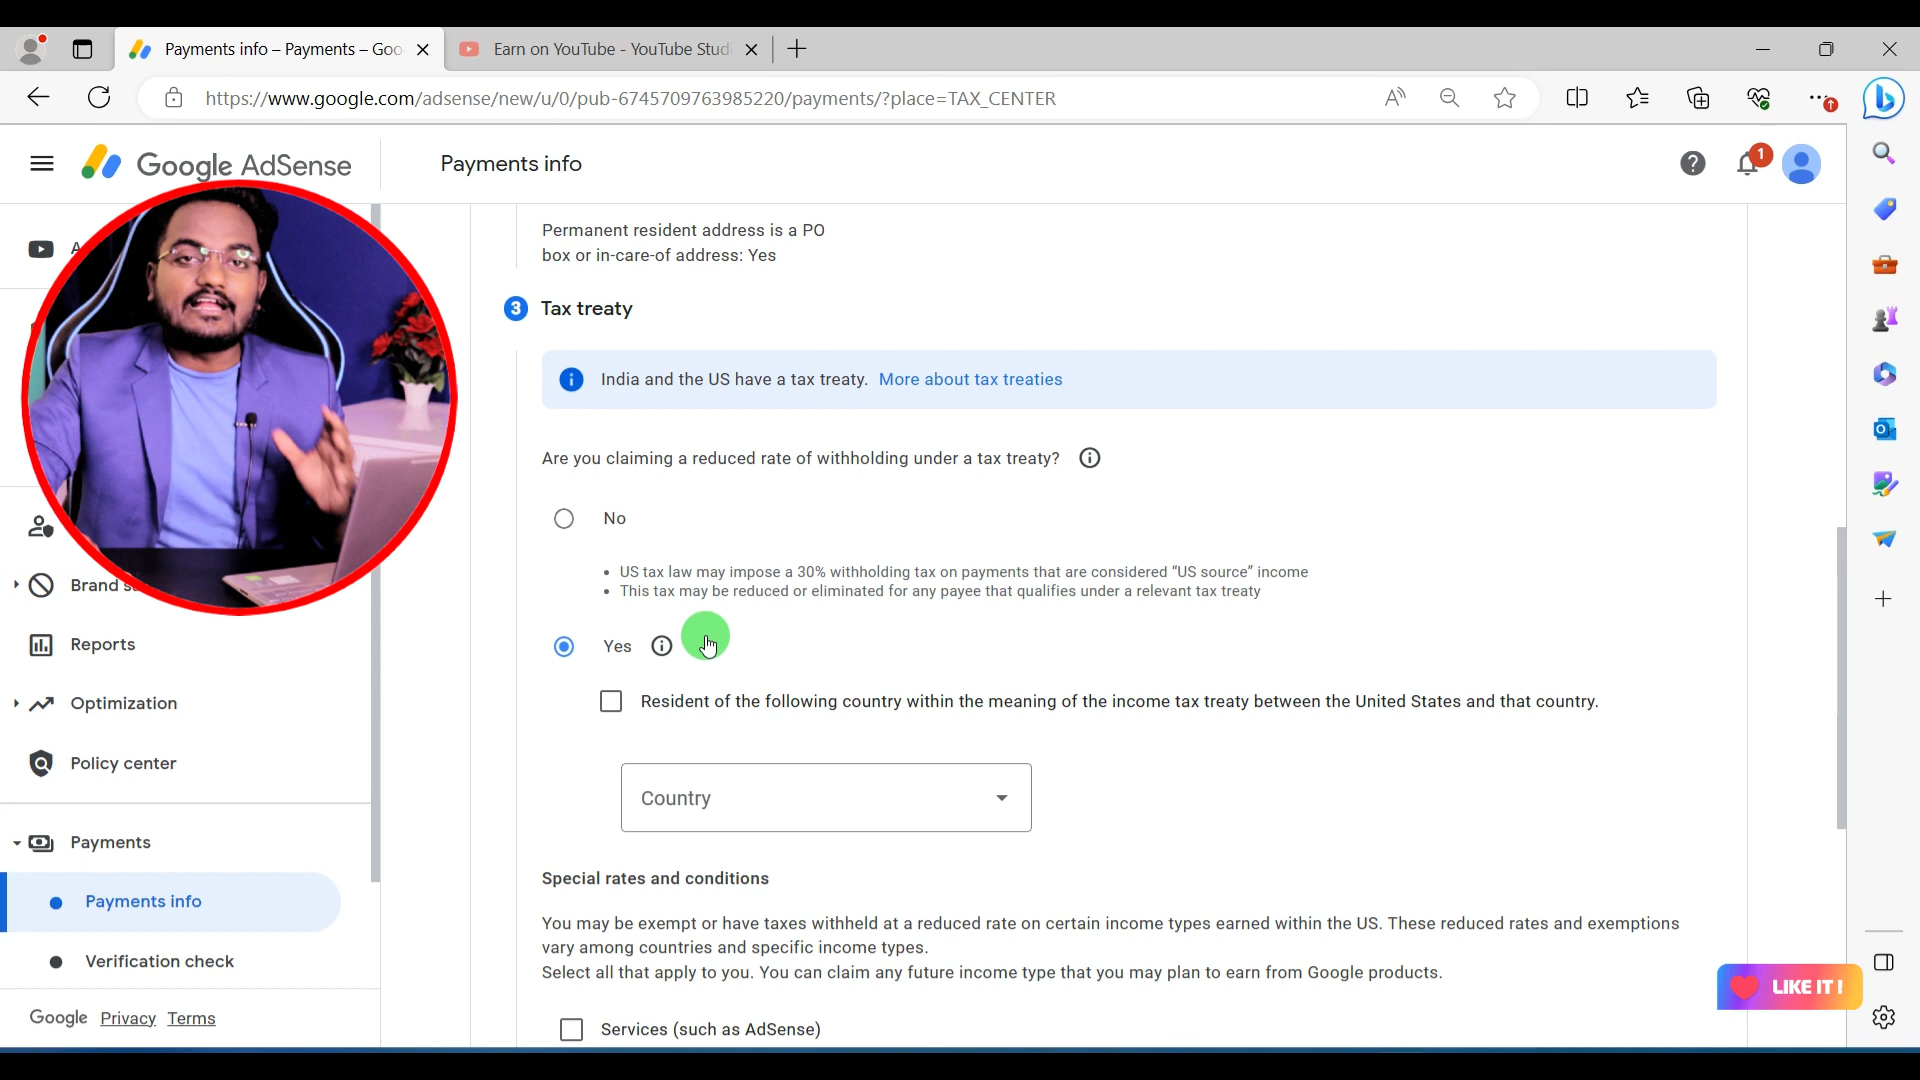 Payments info – Payments – Goo
Earn on YouTube - YouTube Studi
https://www.google.com/adsense/new/u/0/pub-6745709763985220/payments/?place=TAX_CENTER
Google AdSense
Payments info
1
Permanent resident address is a PO
box or in-care-of address: Yes
3 Tax treaty
India and the US have a tax treaty. More about tax treaties
Are you claiming a reduced rate of withholding under a tax treaty?
No
• US tax law may impose a 30% withholding tax on payments that are considered “US source” income
• This tax may be reduced or eliminated for any payee that qualifies under a relevant tax treaty
Yes
Resident of the following country within the meaning of the income tax treaty between the United States and that country.
Country
Special rates and conditions
You may be exempt or have taxes withheld at a reduced rate on certain income types earned within the US. These reduced rates and exemptions
vary among countries and specific income types.
Select all that apply to you. You can claim any future income type that you may plan to earn from Google products.
Services (such as AdSense)
Brand
Reports
Optimization
Policy center
Payments
Payments info
Verification check
Google Privacy Terms
LIKE IT !